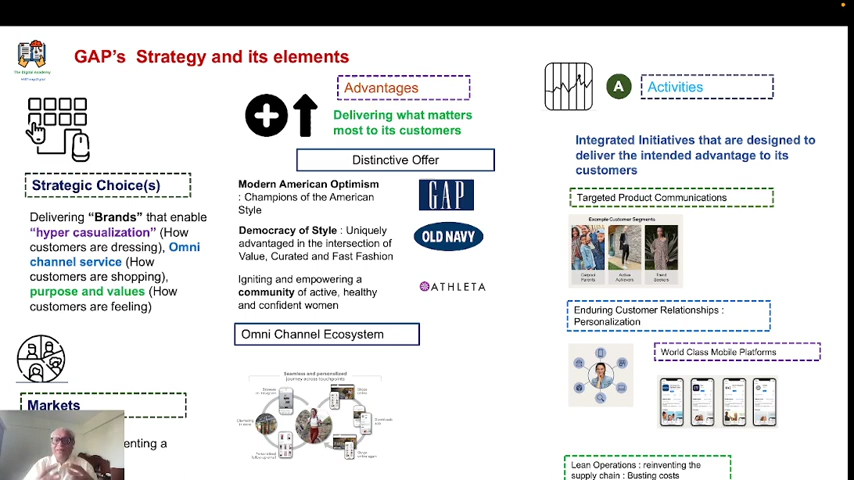 GAP's Strategy and its elements
The Digital Academy
Strategic Choice(s)
Delivering “Brands” that enable
“hyper casualization” (How
customers are dressing), Omni
channel service (How
customers are shopping),
purpose and values (How
customers are feeling)
Markets
enting a
Advantages
Delivering what matters
most to its customers
Distinctive Offer
Modern American Optimism
: Champions of the American
Style
GAP
Democracy of Style : Uniquely
advantaged in the intersection of
Value, Curated and Fast Fashion
OLD NAVY
Igniting and empowering a
community of active, healthy
and confident women
ATHLETA
Omni Channel Ecosystem
Seamless and personalized
journey across touchpoints
A
Activities
Integrated Initiatives that are designed to
deliver the intended advantage to its
customers
Targeted Product Communications
Example Customer Segments
Enduring Customer Relationships :
Personalization
World Class Mobile Platforms
Lean Operations : reinventing the
supply chain : Busting costs